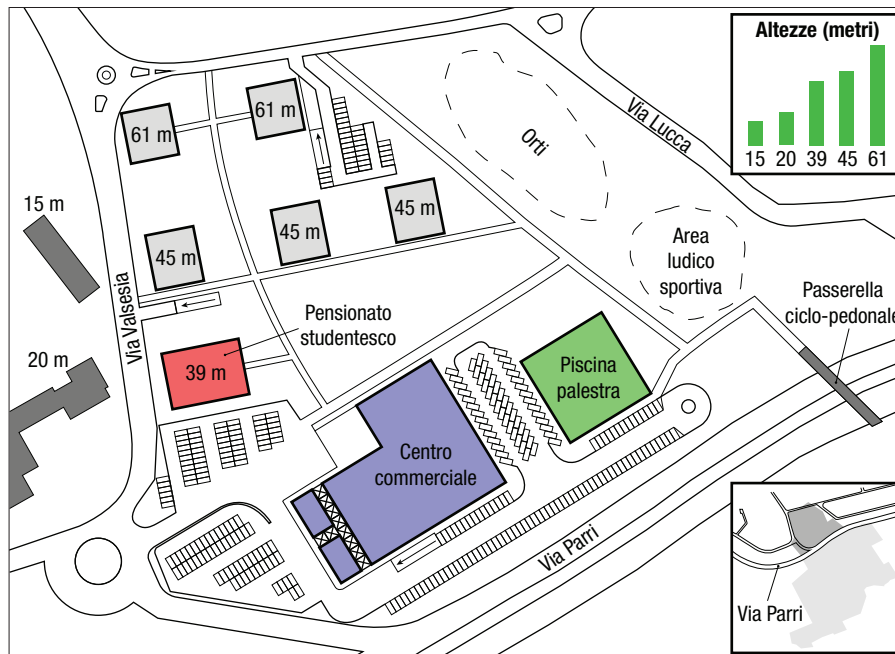 Altezze (metri)
15 20 39 45 61
Via Lucca
61 m
61 m
Orti
15 m
45 m
45 m
45 m
Area
ludico
sportiva
Passerella
ciclo-pedonale
Via Valsesia
Pensionato
studentesco
20 m
39 m
Piscina
palestra
Centro
commerciale
Via Parri
Via Parri